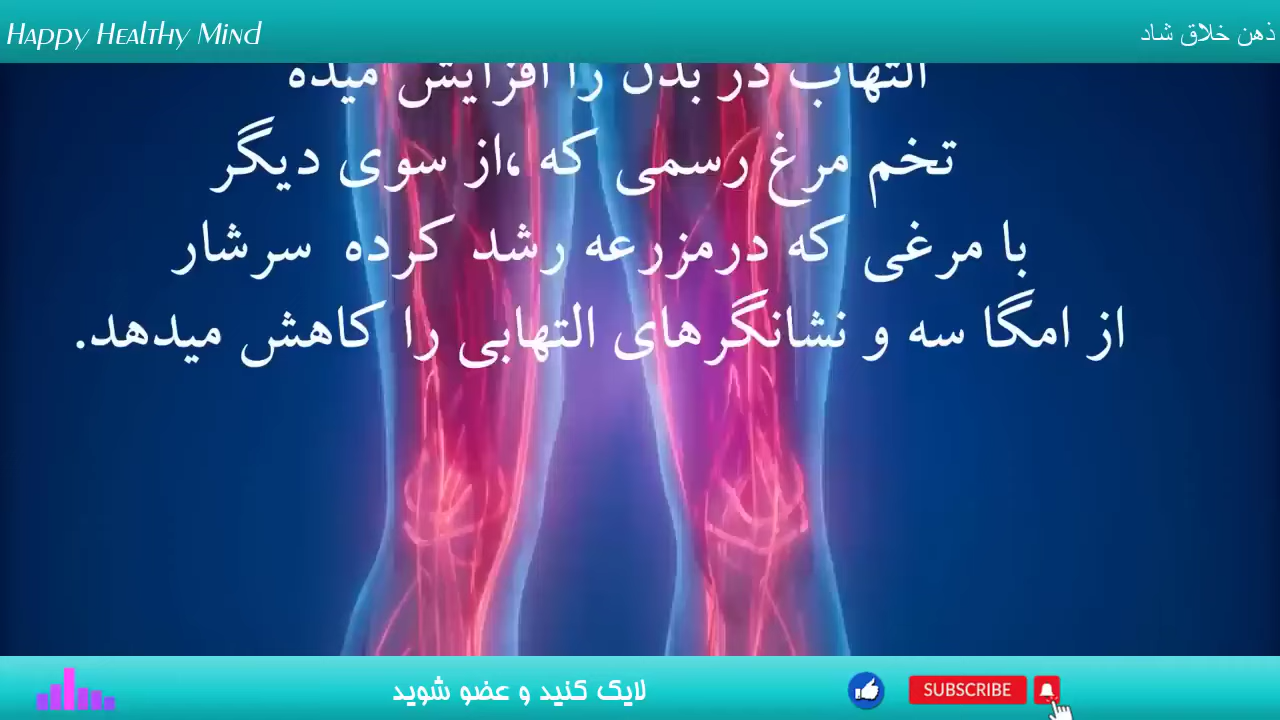 Happy Healthy Mind
ذهن خلاق شاد
التهاب در بدن را افزایش میده
تخم مرغ رسمی که ،از سوی دیگر
با مرغی که درمزرعه رشد کرده سرشار
از امگا سه و نشانگرهای التهابی را کاهش میدهد.
لایک کنید و عضو شوید
SUBSCRIBE